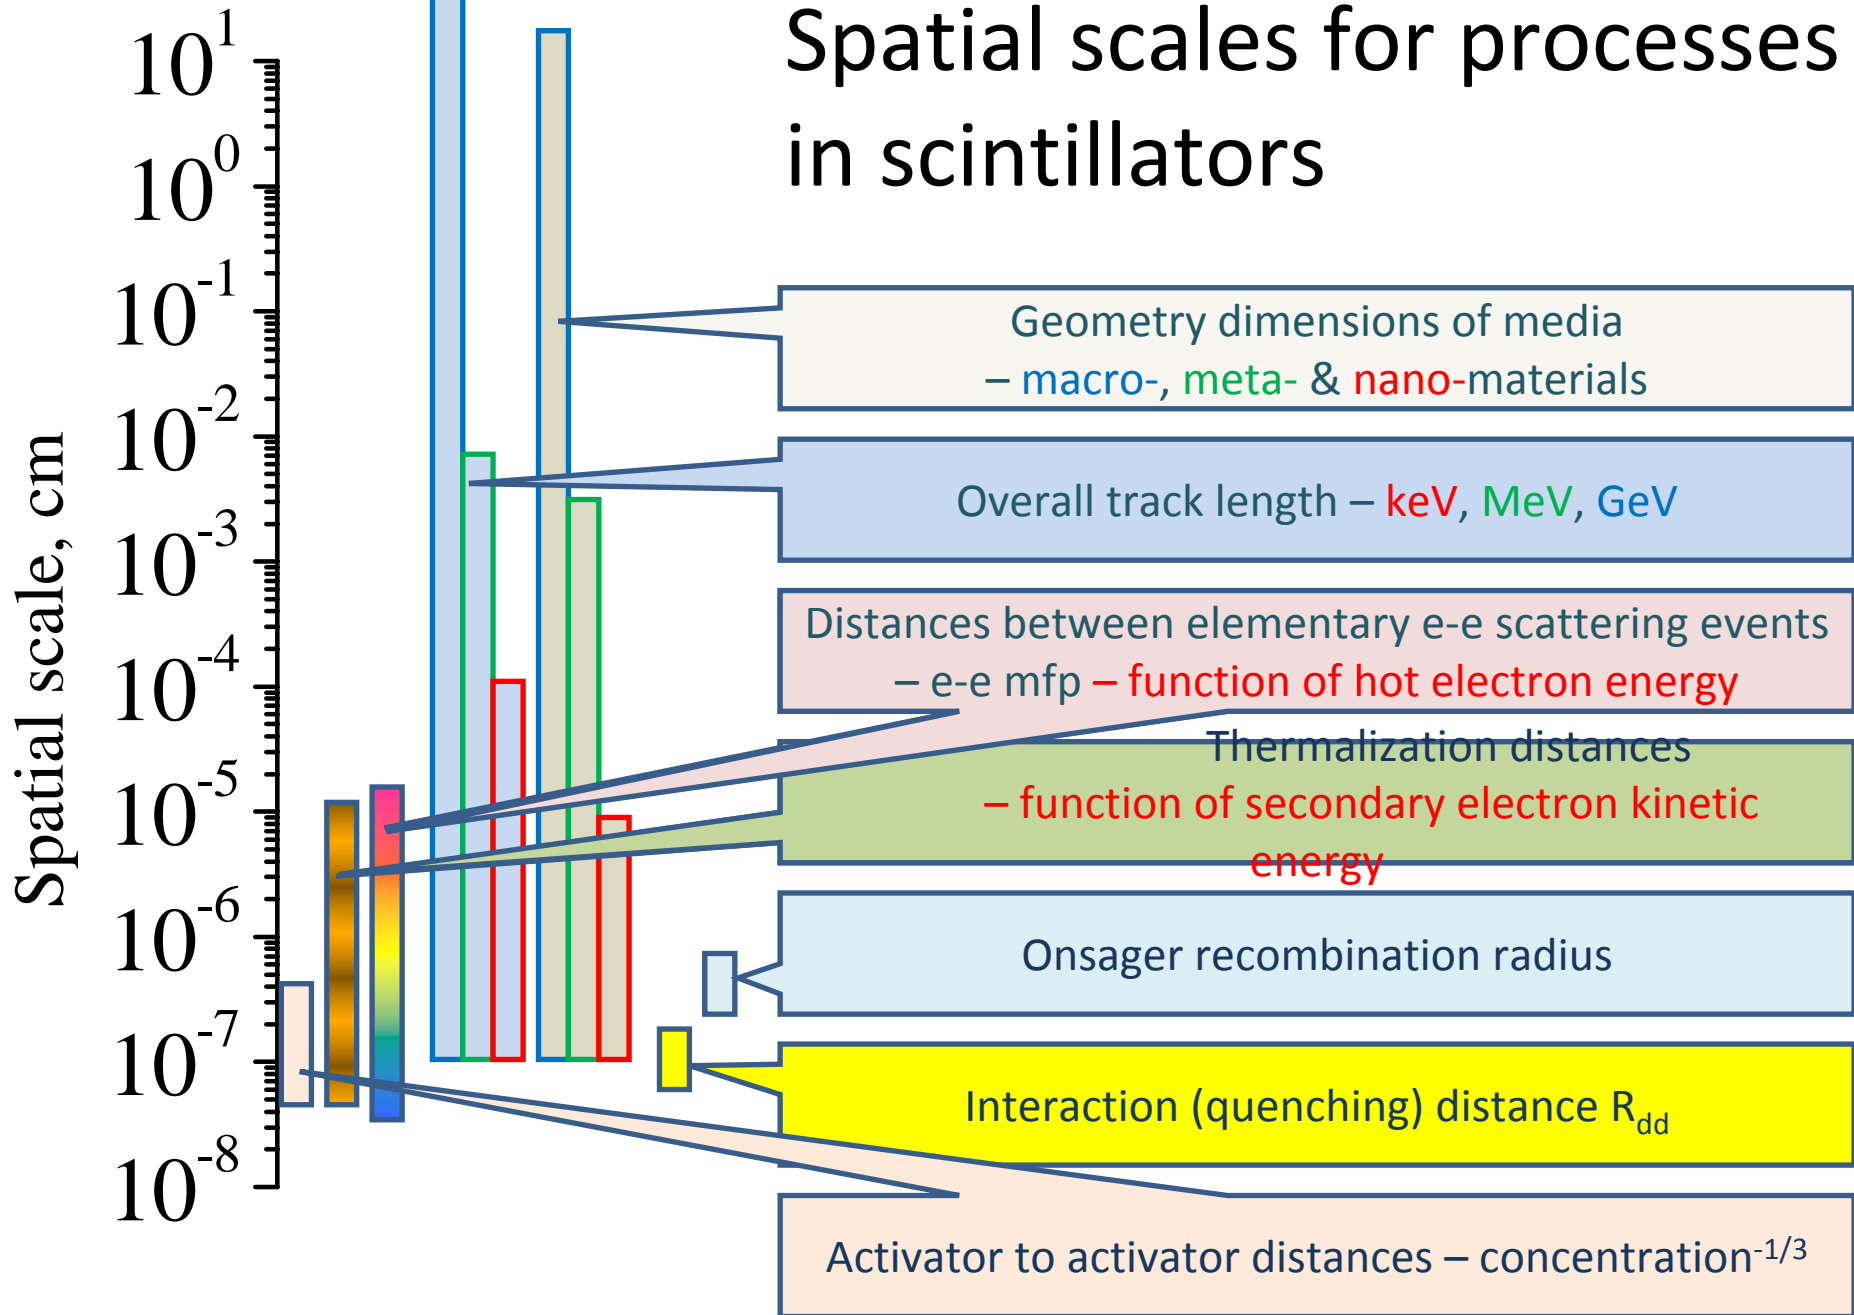 Spatial scales for processes
in scintillators
Spatial scale, cm
10^1
10^0
10^-1
10^-2
10^-3
10^-4
10^-5
10^-6
10^-7
10^-8
Geometry dimensions of media
– macro-, meta- & nano-materials
Overall track length – keV, MeV, GeV
Distances between elementary e-e scattering events
– e-e mfp – function of hot electron energy
Thermalization distances
– function of secondary electron kinetic
energy
Onsager recombination radius
Interaction (quenching) distance R_dd
Activator to activator distances – concentration^-1/3